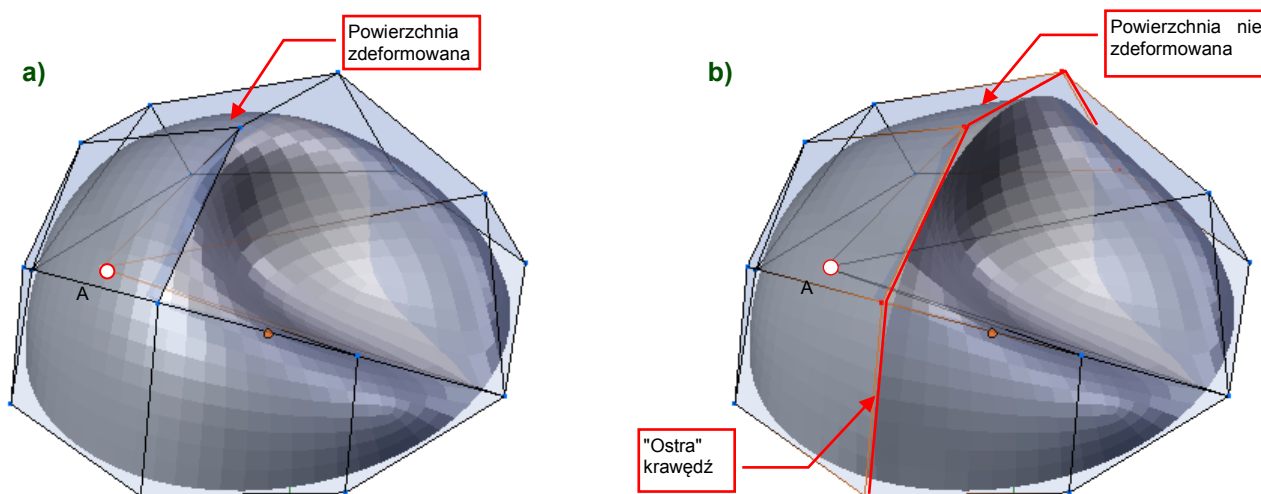 a)
Powierzchnia
zdeformowana
A
b)
Powierzchnia nie
zdeformowana
A
"Ostra"
krawędź